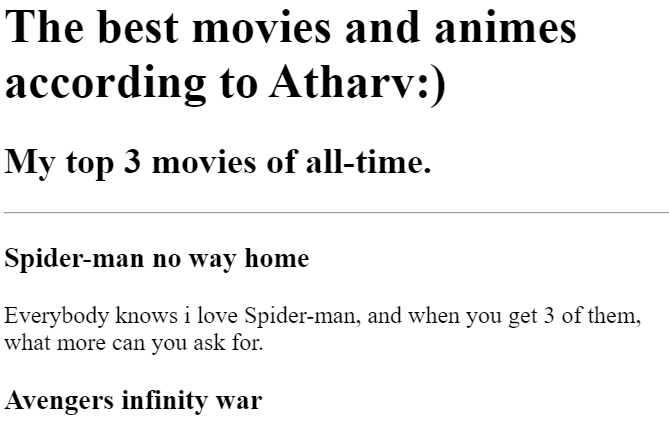 The best movies and animes
according to Atharv:)
My top 3 movies of all-time.
Spider-man no way home
Everybody knows i love Spider-man, and when you get 3 of them,
what more can you ask for.
Avengers infinity war